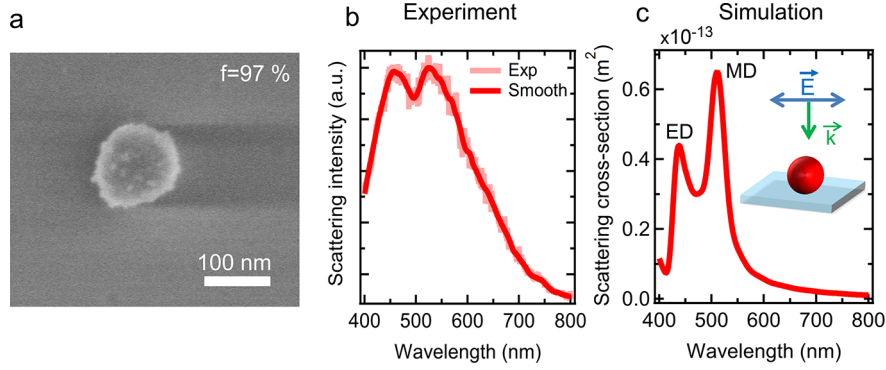 a
f=97 %
100 nm
b
Experiment
Scattering intensity (a.u.)
Exp
Smooth
400
500
600
700
800
Wavelength (nm)
c
Simulation
x10⁻¹³
Scattering cross-section (m²)
0.6
0.4
0.2
0.0
ED
MD
E
k
400
500
600
700
800
Wavelength (nm)